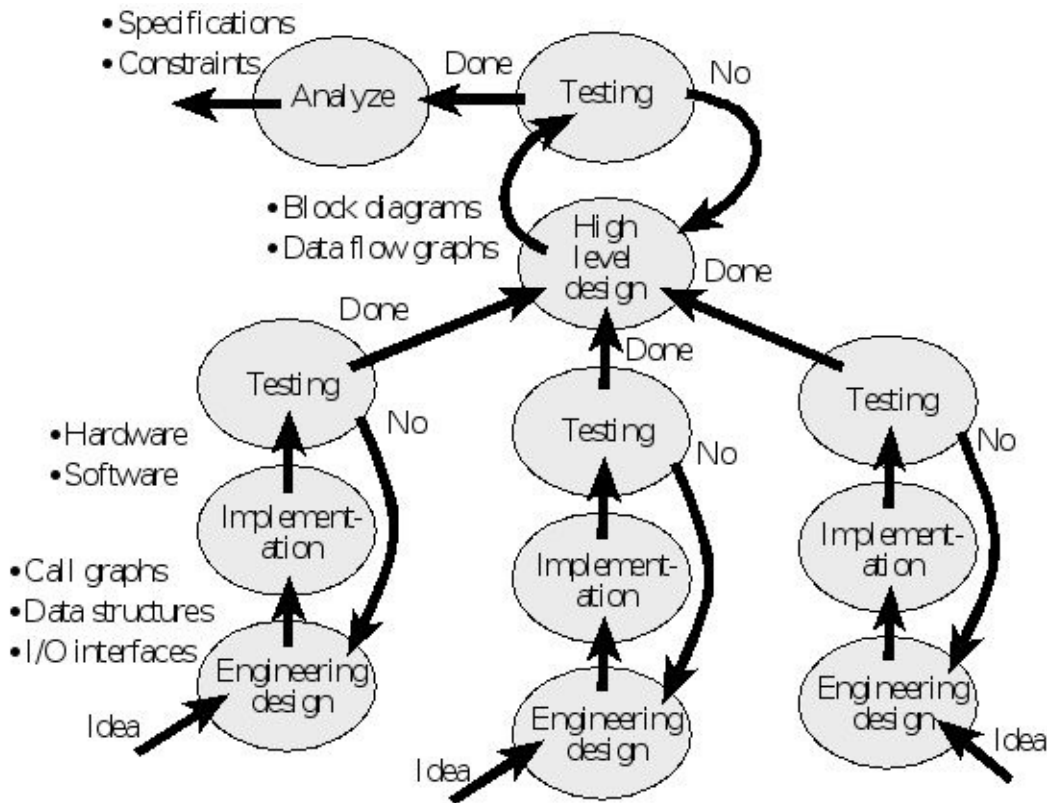 • Specifications
• Constraints
Analyze
Done
Testing
No
• Block diagrams
• Data flow graphs
High
level
design
Done
Done
Done
Testing
No
• Hardware
• Software
Implement-
ation
• Call graphs
• Data structures
• I/O interfaces
Engineering
design
Idea
Testing
No
Implement-
ation
Engineering
design
Idea
Testing
No
Implement-
ation
Engineering
design
Idea